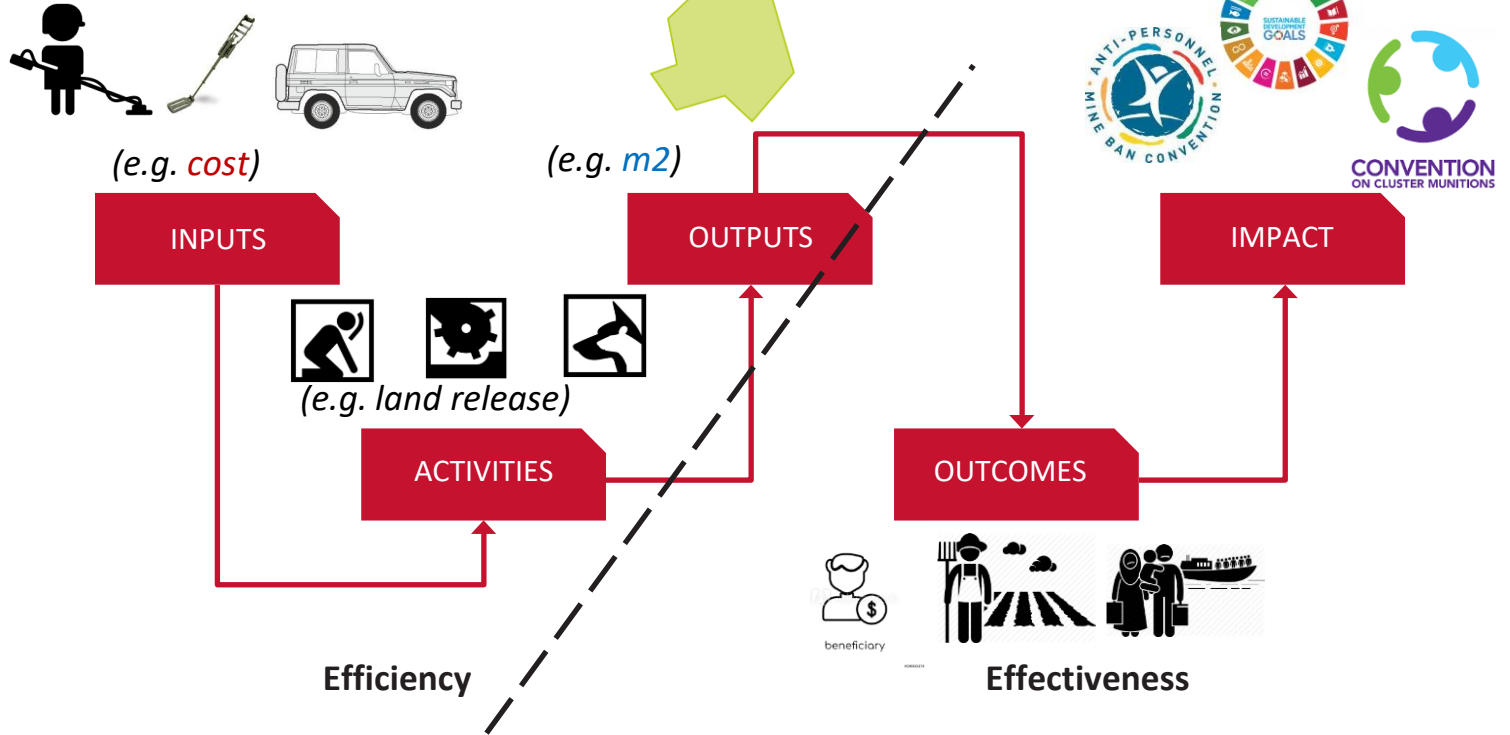 SUSTAINABLE
DEVELOPMENT
GOALS
ANTI-PERSONNEL
MINE BAN CONVENTION
CONVENTION
ON CLUSTER MUNITIONS
(e.g. cost)
(e.g. m2)
INPUTS
OUTPUTS
IMPACT
(e.g. land release)
ACTIVITIES
OUTCOMES
$
beneficiary
Efficiency
Effectiveness